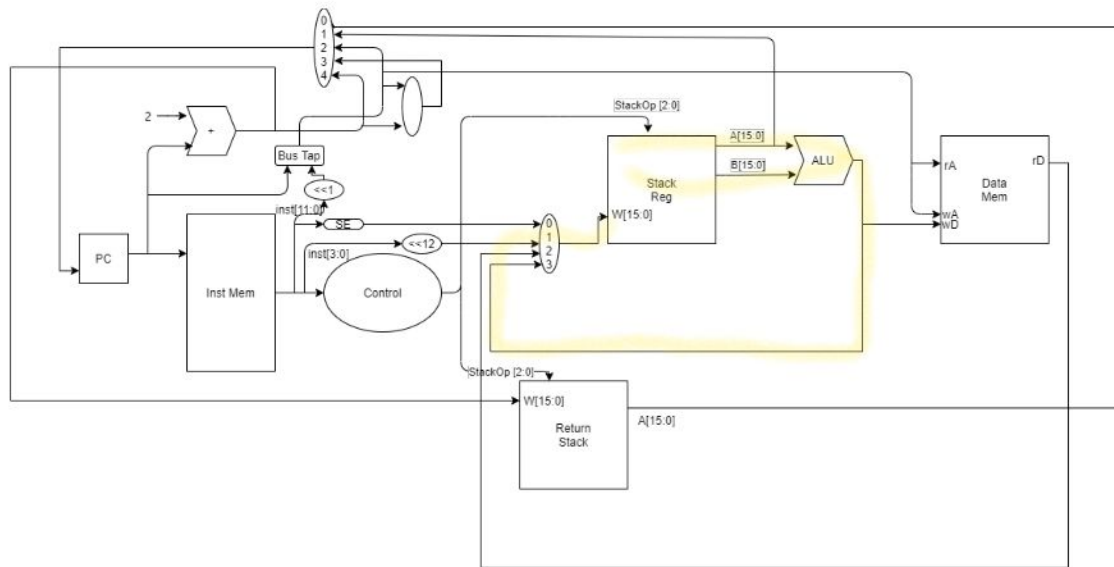 0
1
2
3
4
2
+
StackOp [2:0]
A[15:0]
B[15:0]
ALU
Bus Tap
<<1
inst[11:0]
SE
Stack
Reg
W[15:0]
rA
rD
Data
Mem
wA
wD
0
1
2
3
<<12
inst[3:0]
PC
Inst Mem
Control
StackOp [2:0]
W[15:0]
A[15:0]
Return
Stack